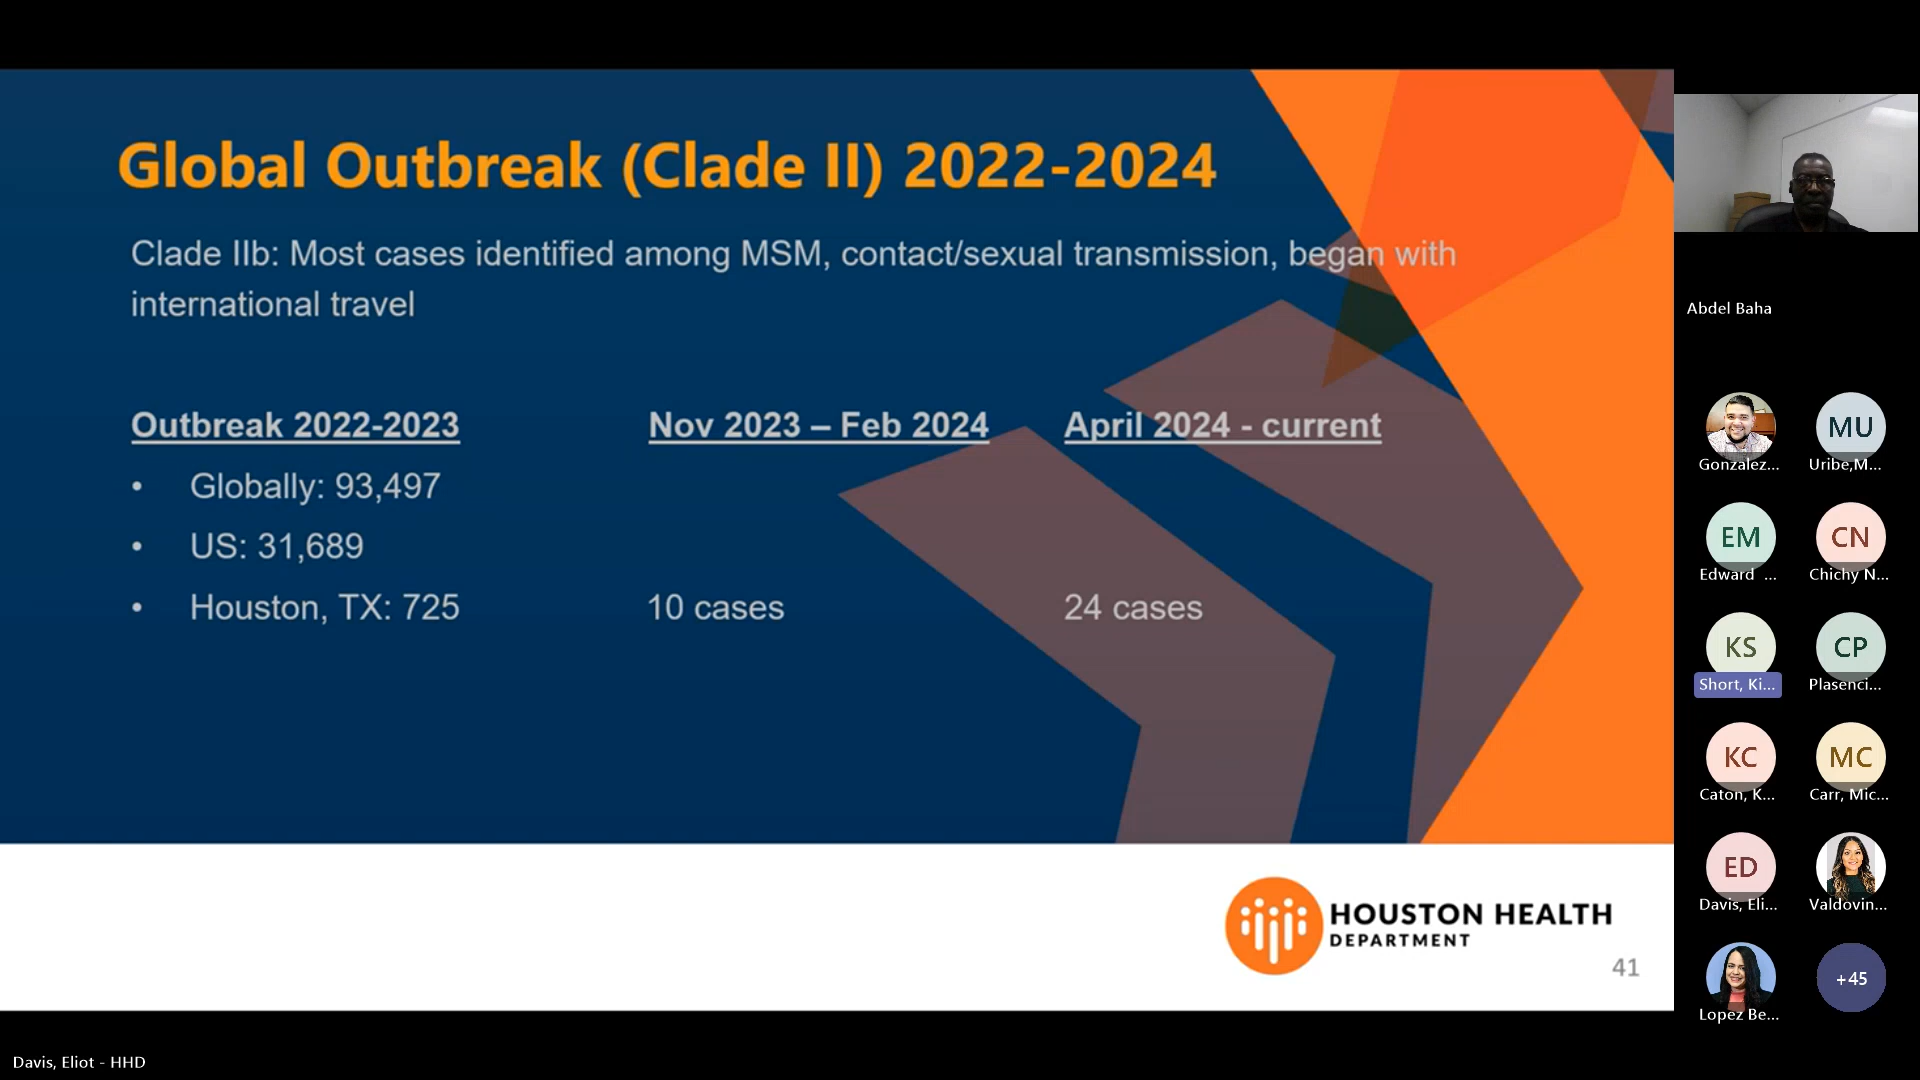 Global Outbreak (Clade II) 2022-2024
Clade IIb: Most cases identified among MSM, contact/sexual transmission, began with
international travel
Outbreak 2022-2023 Nov 2023 – Feb 2024 April 2024 - current
• Globally: 93,497
• US: 31,689
• Houston, TX: 725 10 cases 24 cases
HOUSTON HEALTH
DEPARTMENT
41
Davis, Eliot - HHD
Abdel Baha
MU
Gonzalez... Uribe,M...
EM CN
Edward ... Chichy N...
KS CP
Short, Ki... Plasenci...
KC MC
Caton, K... Carr, Mic...
ED
Davis, Eli... Valdovin...
+45
Lopez Be...